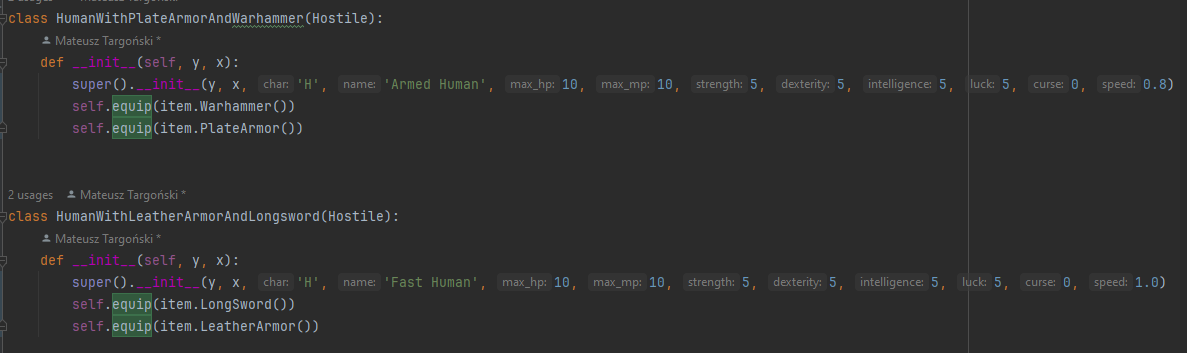 class HumanWithPlateArmorAndWarhammer(Hostile):
Mateusz Targoński *
def __init__(self, y, x):
super().__init__(y, x, char: 'H', name: 'Armed Human', max_hp: 10, max_mp: 10, strength: 5, dexterity: 5, intelligence: 5, luck: 5, curse: 0, speed: 0.8)
self.equip(item.Warhammer())
self.equip(item.PlateArmor())
2 usages Mateusz Targoński *
class HumanWithLeatherArmorAndLongsword(Hostile):
Mateusz Targoński *
def __init__(self, y, x):
super().__init__(y, x, char: 'H', name: 'Fast Human', max_hp: 10, max_mp: 10, strength: 5, dexterity: 5, intelligence: 5, luck: 5, curse: 0, speed: 1.0)
self.equip(item.LongSword())
self.equip(item.LeatherArmor())